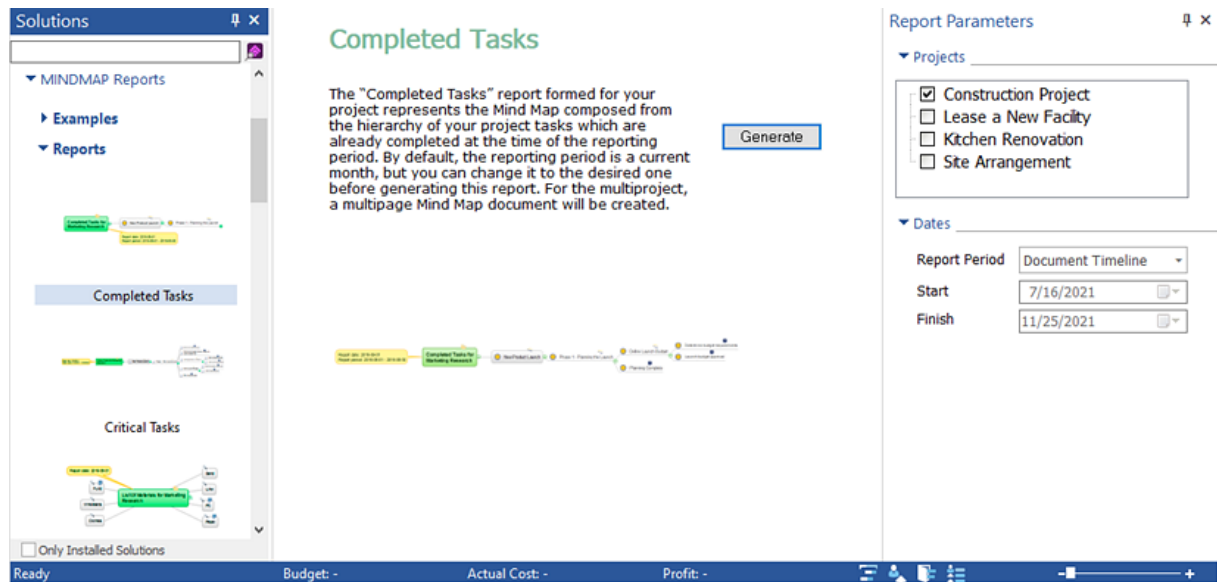 Solutions
MINDMAP Reports
Examples
Reports
Completed Tasks
Critical Tasks
Only Installed Solutions
Completed Tasks
The "Completed Tasks" report formed for your
project represents the Mind Map composed from
the hierarchy of your project tasks which are
already completed at the time of the reporting
period. By default, the reporting period is a current
month, but you can change it to the desired one
before generating this report. For the multiproject,
a multipage Mind Map document will be created.
Generate
Completed Tasks for
Marketing Research
Report Parameters
Projects
Construction Project
Lease a New Facility
Kitchen Renovation
Site Arrangement
Dates
Report Period Document Timeline
Start 7/16/2021
Finish 11/25/2021
Ready Budget: - Actual Cost: - Profit: -